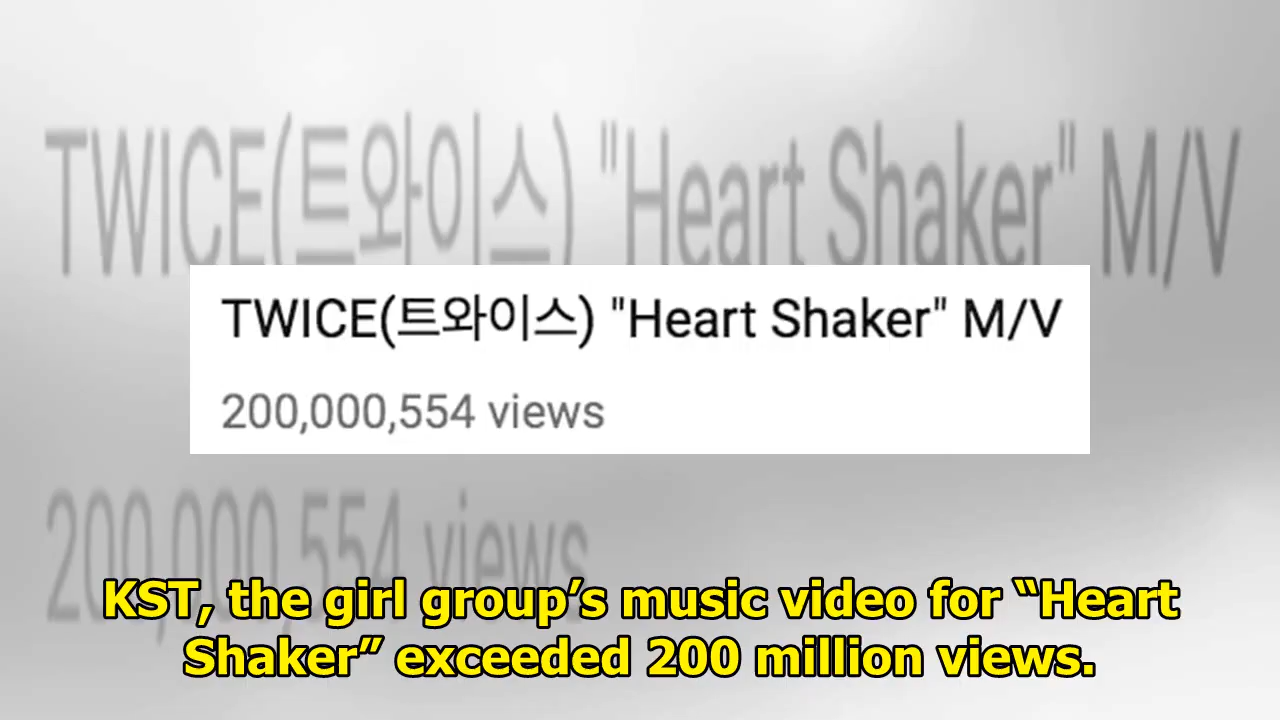 TWICE(트와이스) "Heart Shaker" M/V
TWICE(트와이스) "Heart Shaker" M/V
200,000,554 views
200,000,554 views
KST, the girl group’s music video for “Heart
Shaker” exceeded 200 million views.